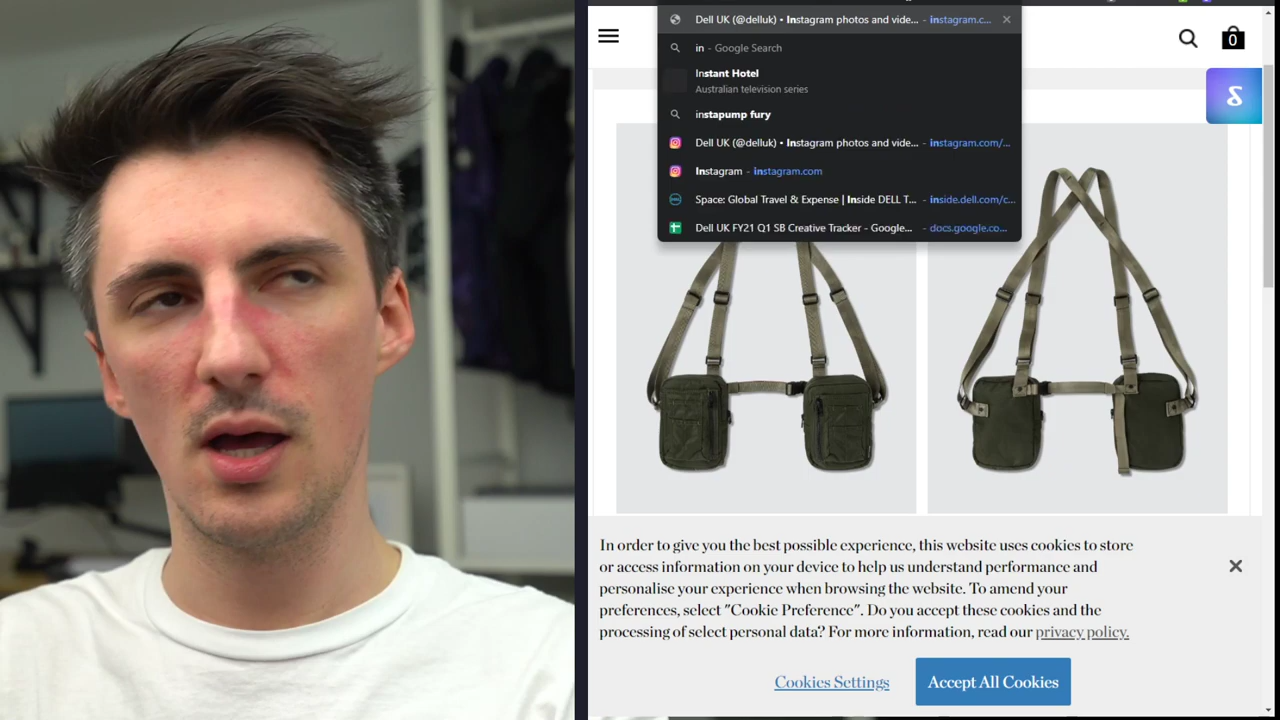 Dell UK (@delluk) • Instagram photos and vide... - instagram.c...
in - Google Search
Instant Hotel
Australian television series
instapump fury
Dell UK (@delluk) • Instagram photos and vide... - instagram.com/...
Instagram - instagram.com
Space: Global Travel & Expense | Inside DELL T... - inside.dell.com/c...
Dell UK FY21 Q1 SB Creative Tracker - Google... - docs.google.co...
0
In order to give you the best possible experience, this website uses cookies to store
or access information on your device to help us understand performance and
personalise your experience when browsing the website. To amend your
preferences, select "Cookie Preference". Do you accept these cookies and the
processing of select personal data? For more information, read our privacy policy.
Cookies Settings
Accept All Cookies